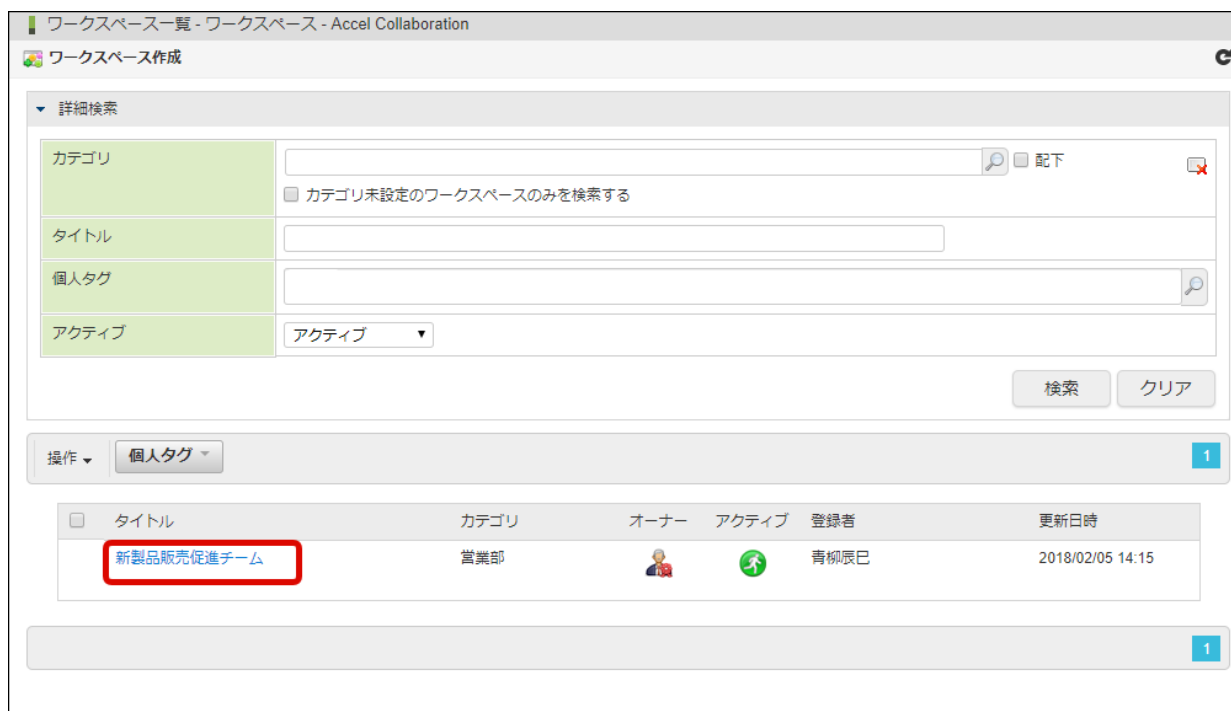 ワークスペース一覧 - ワークスペース - Accel Collaboration
ワークスペース作成
詳細検索
カテゴリ
配下
カテゴリ未設定のワークスペースのみを検索する
タイトル
個人タグ
アクティブ アクティブ
検索 クリア
操作 個人タグ 1
タイトル カテゴリ オーナー アクティブ 登録者 更新日時
新製品販売促進チーム 営業部 青柳辰巳 2018/02/05 14:15
1